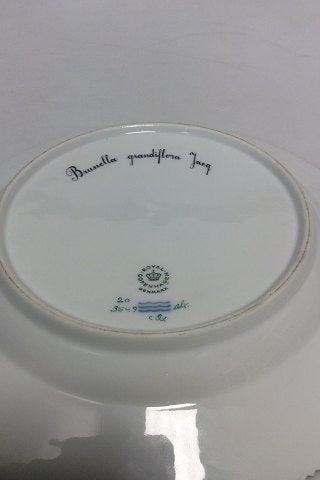 Brunella grandiflora Jacq
ROYAL COPENHAGEN
DENMARK
20
3549